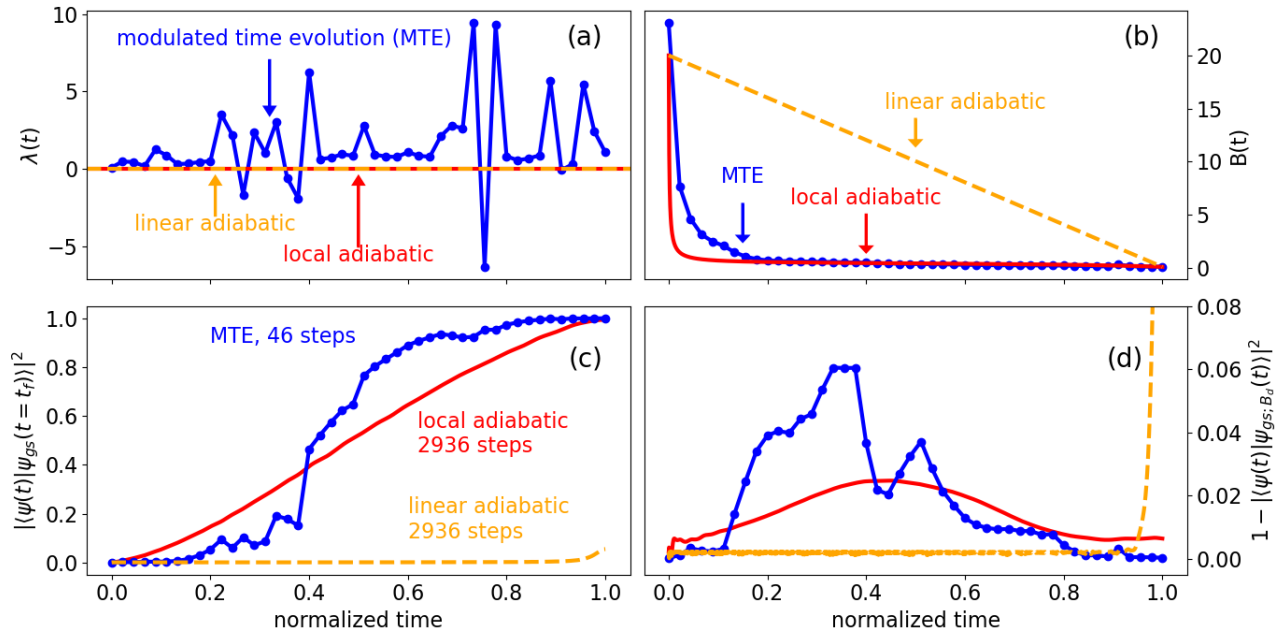 (a)
modulated time evolution (MTE)
10
5
0
−5
λ(t)
linear adiabatic
local adiabatic
(b)
20
10
0
B(t)
linear adiabatic
MTE
local adiabatic
(c)
MTE, 46 steps
1.0
0.8
0.6
0.4
0.2
0.0
|⟨ψ(t)|ψgs(t = tf)⟩|²
local adiabatic
2936 steps
linear adiabatic
2936 steps
0.0 0.2 0.4 0.6 0.8 1.0
normalized time
(d)
0.08
0.06
0.04
0.02
0.00
1 − |⟨ψ(t)|ψgs; Bd(t)⟩|²
0.0 0.2 0.4 0.6 0.8 1.0
normalized time